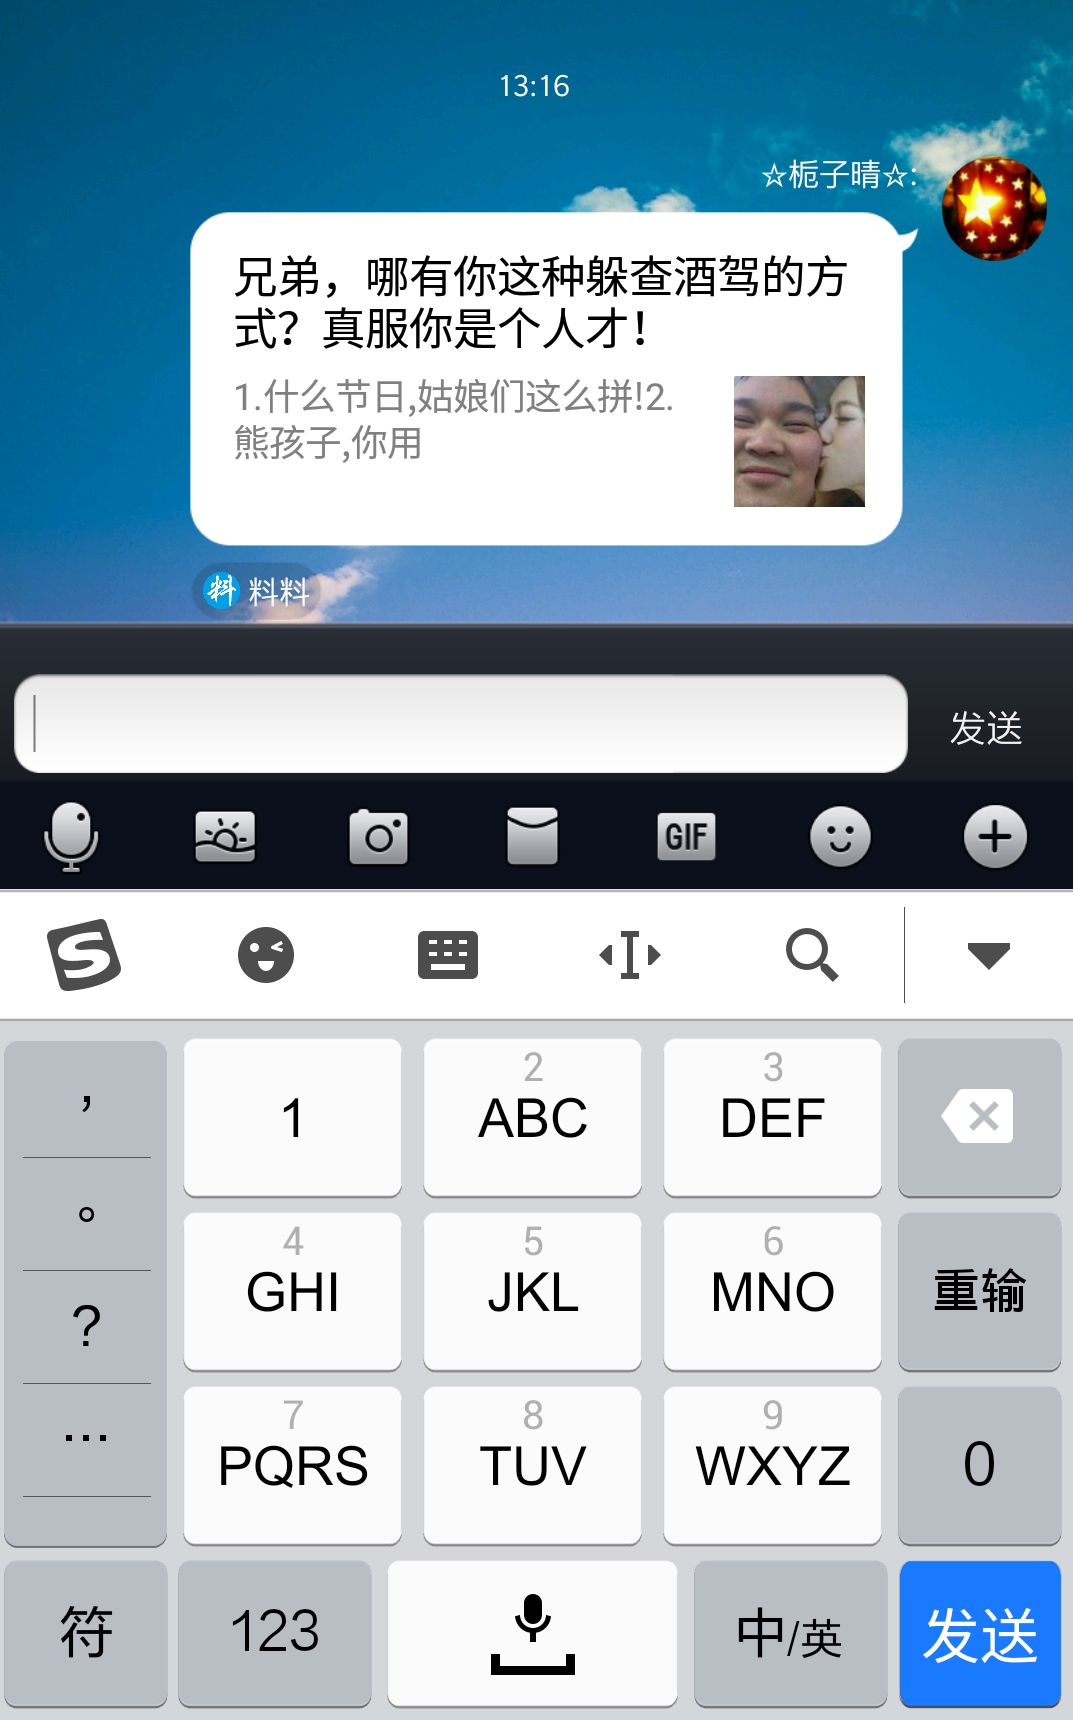 13:16
☆栀子晴☆:
兄弟，哪有你这种躲查酒驾的方
式？真服你是个人才！
1.什么节日,姑娘们这么拼!2.
熊孩子,你用
料 料料
发送
GIF
S
，
1
2
ABC
3
DEF
。
4
GHI
5
JKL
6
MNO
重输
?
...
7
PQRS
8
TUV
9
WXYZ
0
符
123
中/英
发送